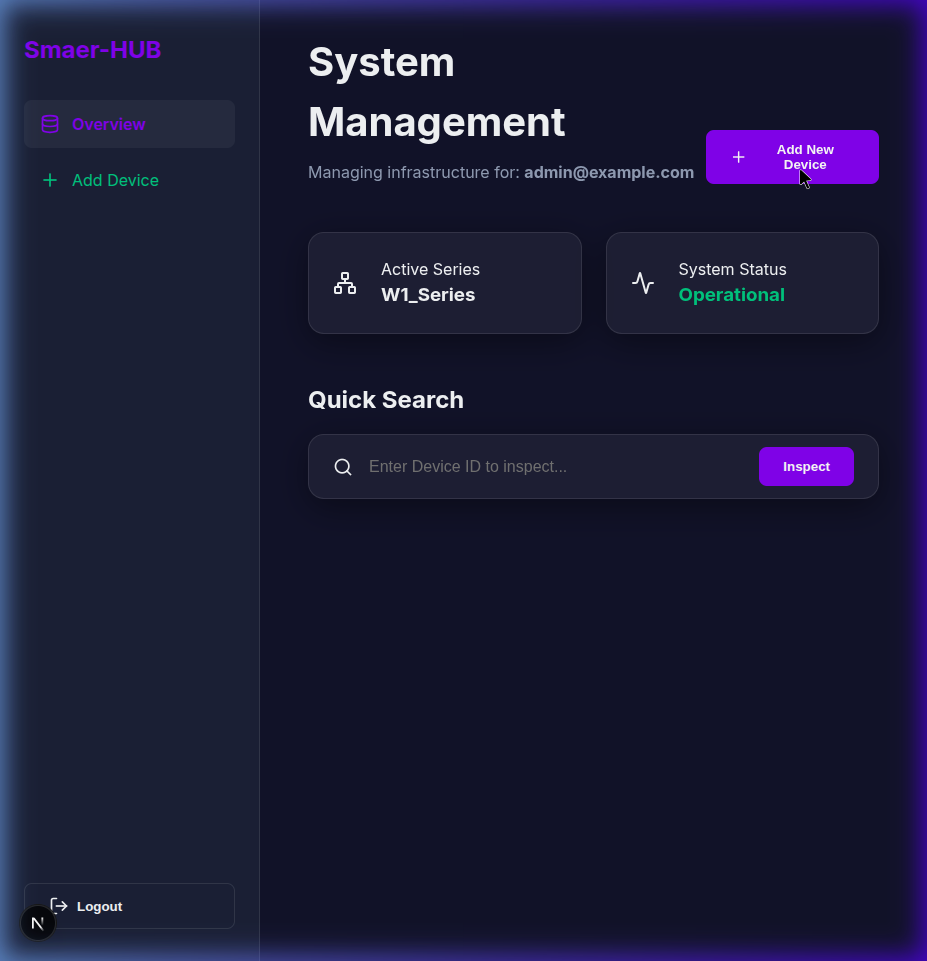 Smaer-HUB
Overview
Add Device
System
Management
Managing infrastructure for: admin@example.com
Add New
Device
Active Series
W1_Series
System Status
Operational
Quick Search
Enter Device ID to inspect...
Inspect
Logout
N